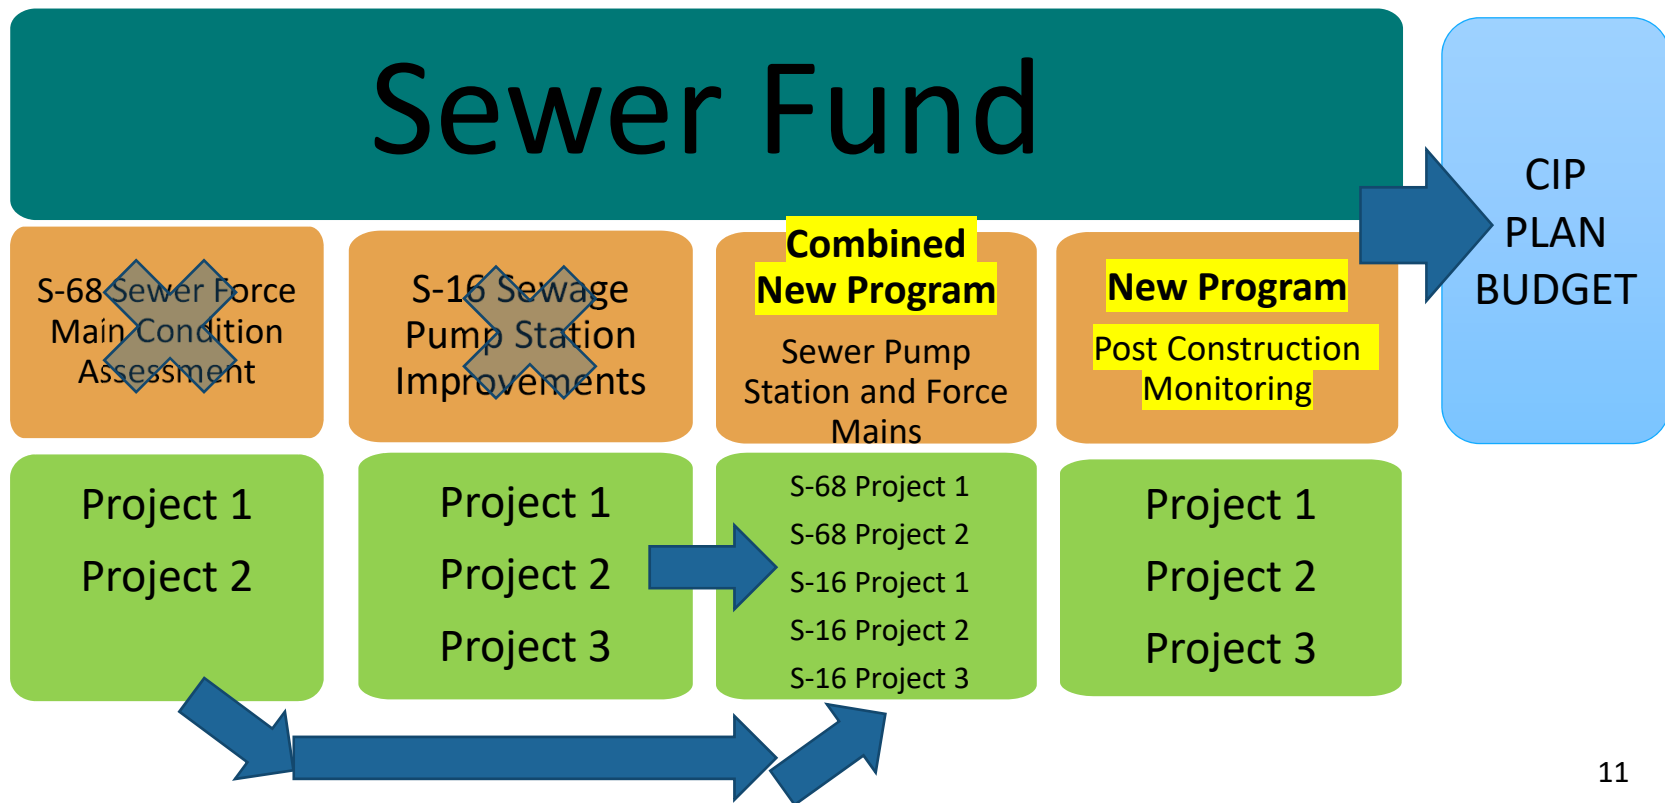 Sewer Fund
CIP
PLAN
BUDGET
S-68 Sewer Force
Main Condition
Assessment
S-16 Sewage
Pump Station
Improvements
Combined
New Program
Sewer Pump
Station and Force
Mains
New Program
Post Construction
Monitoring
Project 1
Project 2
Project 1
Project 2
Project 3
S-68 Project 1
S-68 Project 2
S-16 Project 1
S-16 Project 2
S-16 Project 3
Project 1
Project 2
Project 3
11